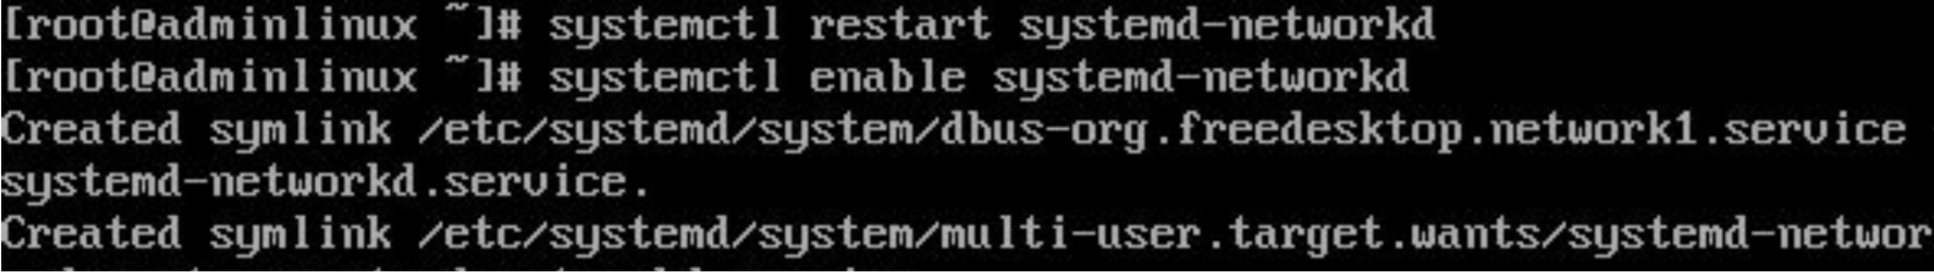 [root@adminlinux ~]# systemctl restart systemd-networkd
[root@adminlinux ~]# systemctl enable systemd-networkd
Created symlink /etc/systemd/system/dbus-org.freedesktop.network1.service
systemd-networkd.service.
Created symlink /etc/systemd/system/multi-user.target.wants/systemd-networ